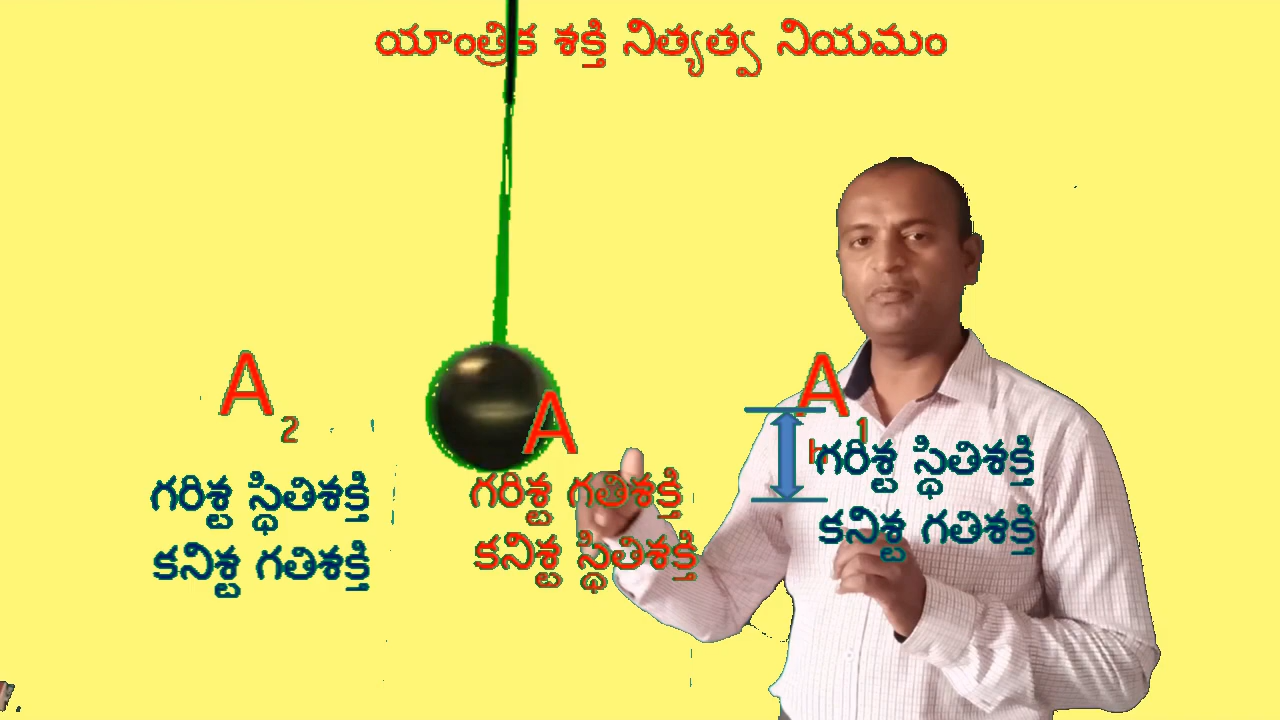 యాంత్రిక శక్తి నిత్యత్వ నియమం
A2
గరిశ్ట స్థితిశక్తి
కనిశ్ట గతిశక్తి
A
గరిశ్ట గతిశక్తి
కనిశ్ట స్థితిశక్తి
A1
h
గరిశ్ట స్థితిశక్తి
కనిశ్ట గతిశక్తి